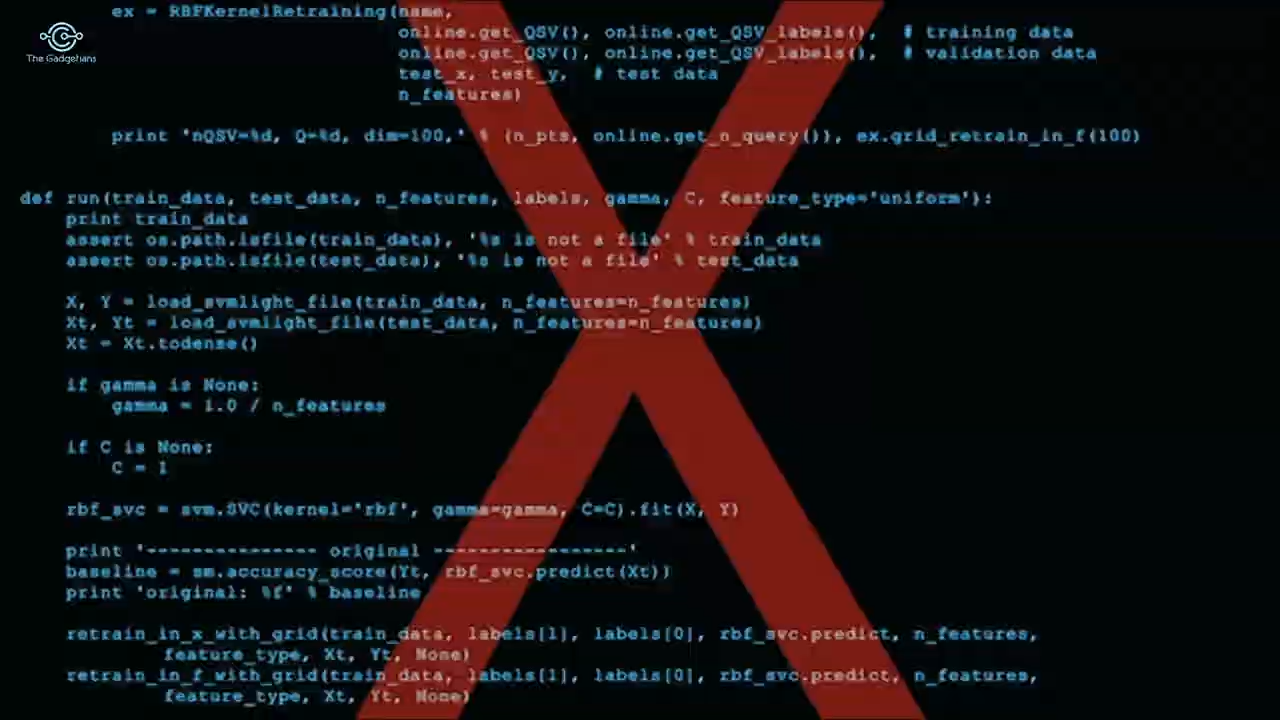 The Gadgetians
ex = RBFKernelRetraining(name,
online.get_QSV(), online.get_QSV_labels(), # training data
online.get_QSV(), online.get_QSV_labels(), # validation data
test_x, test_y, # test data
n_features)
print 'nQSV=%d, Q=%d, dim=100,' % (n_pts, online.get_n_query()), ex.grid_retrain_in_f(100)
def run(train_data, test_data, n_features, labels, gamma, C, feature_type='uniform'):
print train_data
assert os.path.isfile(train_data), '%s is not a file' % train_data
assert os.path.isfile(test_data), '%s is not a file' % test_data
X, Y = load_svmlight_file(train_data, n_features=n_features)
Xt, Yt = load_svmlight_file(test_data, n_features=n_features)
Xt = Xt.todense()
if gamma is None:
gamma = 1.0 / n_features
if C is None:
C = 1
rbf_svc = svm.SVC(kernel='rbf', gamma=gamma, C=C).fit(X, Y)
print '--------------- original -----------------'
baseline = sm.accuracy_score(Yt, rbf_svc.predict(Xt))
print 'original: %f' % baseline
retrain_in_x_with_grid(train_data, labels[1], labels[0], rbf_svc.predict, n_features,
feature_type, Xt, Yt, None)
retrain_in_f_with_grid(train_data, labels[1], labels[0], rbf_svc.predict, n_features,
feature_type, Xt, Yt, None)